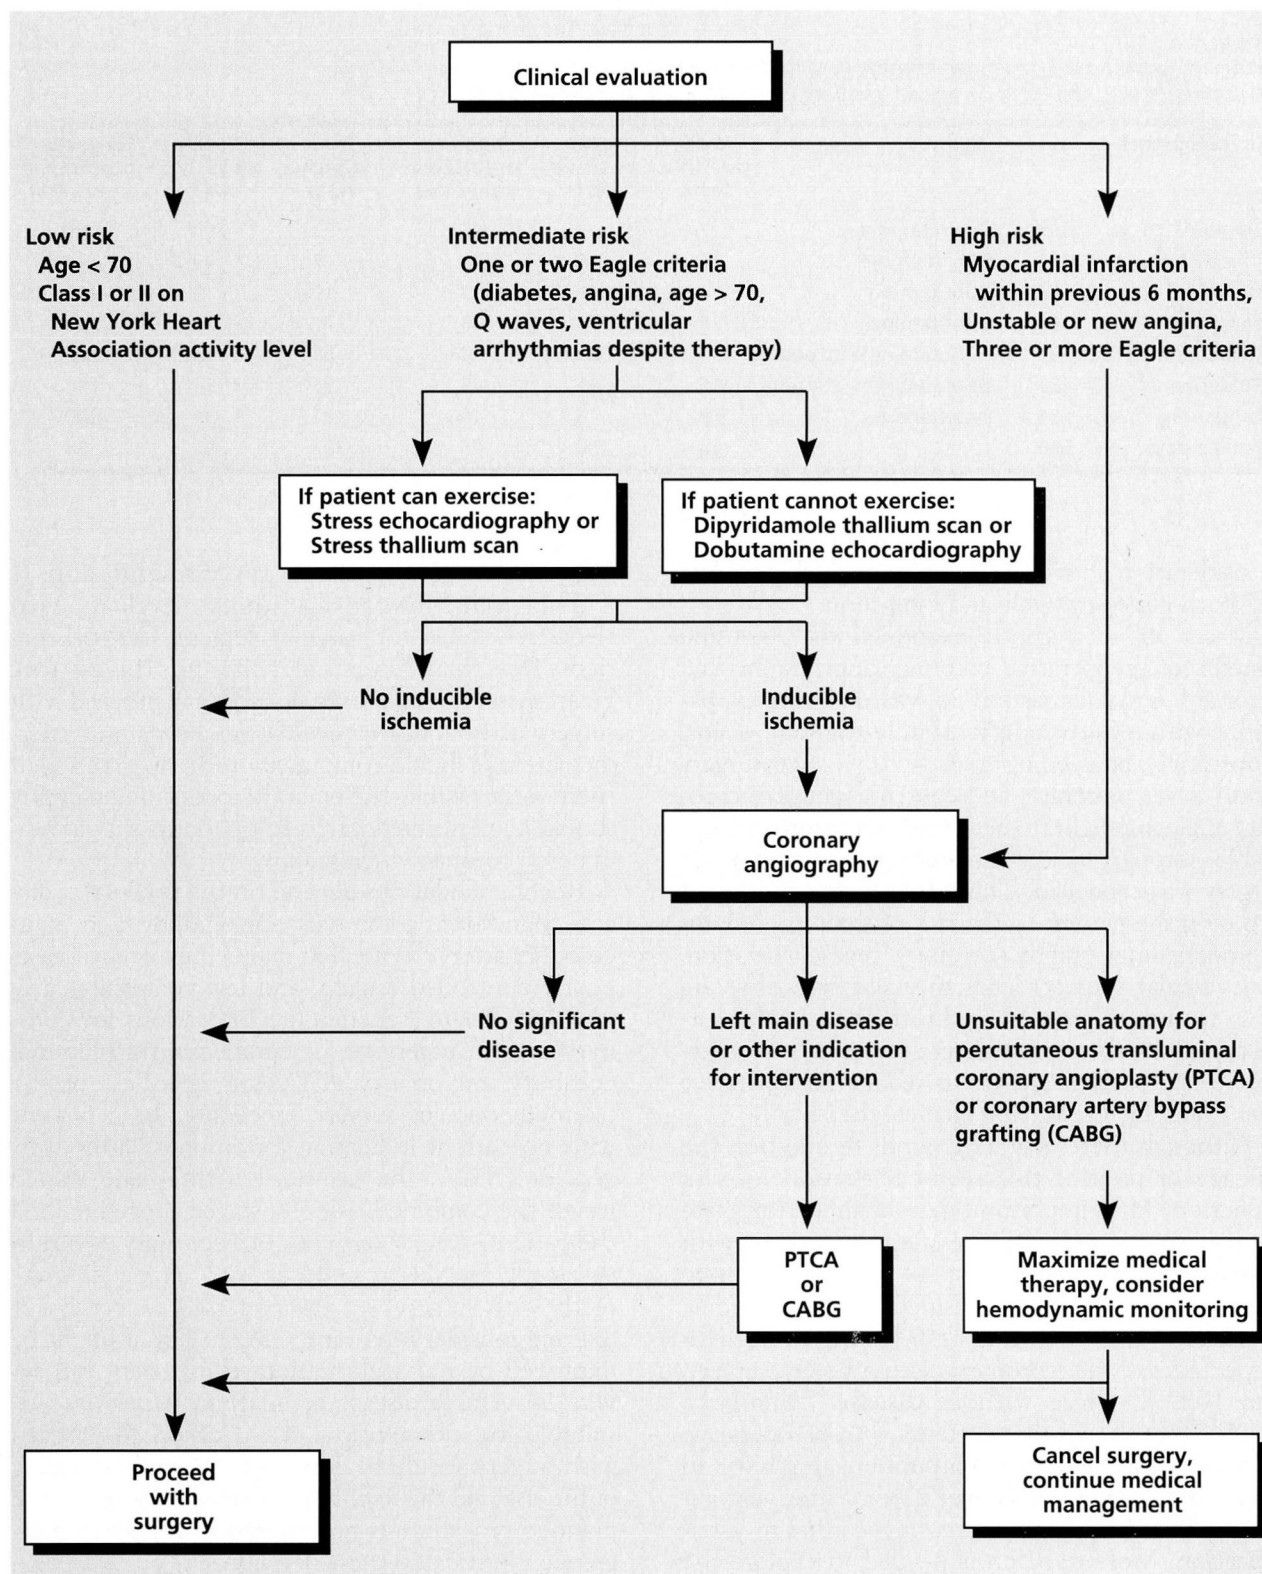 Clinical evaluation
Low risk
Age < 70
Class I or II on
New York Heart
Association activity level
Intermediate risk
One or two Eagle criteria
(diabetes, angina, age > 70,
Q waves, ventricular
arrhythmias despite therapy)
High risk
Myocardial infarction
within previous 6 months,
Unstable or new angina,
Three or more Eagle criteria
If patient can exercise:
Stress echocardiography or
Stress thallium scan
If patient cannot exercise:
Dipyridamole thallium scan or
Dobutamine echocardiography
No inducible
ischemia
Inducible
ischemia
Coronary
angiography
No significant
disease
Left main disease
or other indication
for intervention
Unsuitable anatomy for
percutaneous transluminal
coronary angioplasty (PTCA)
or coronary artery bypass
grafting (CABG)
PTCA
or
CABG
Maximize medical
therapy, consider
hemodynamic monitoring
Proceed
with
surgery
Cancel surgery,
continue medical
management